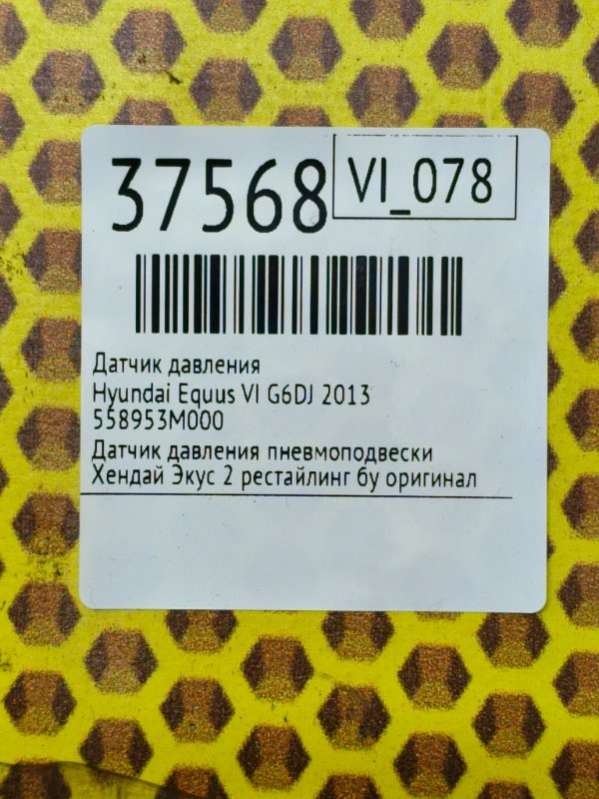 37568
VI_078
Датчик давления
Hyundai Equus VI G6DJ 2013
558953M000
Датчик давления пневмоподвески
Хендай Экус 2 рестайлинг бу оригинал